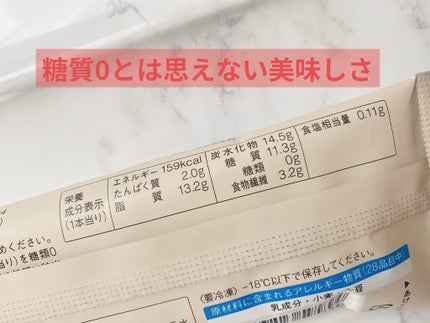 糖質0とは思えない美味しさ
栄養
成分表示
(1本当り)
エネルギー 159kcal
たんぱく質 2.0g
脂質 13.2g
炭水化物 14.5g
糖質 11.3g
糖類 0g
食物繊維 3.2g
食塩相当量 0.11g
めください。
当り)を糖類0
(要冷凍) −18℃以下で保存してください。
原材料に含まれるアレルギー物質(28品目中)
乳成分・小麦